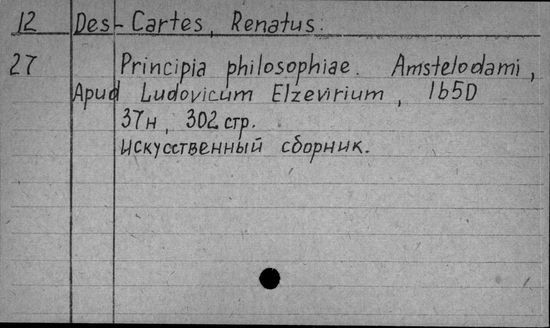 12 Des-Cartes, Renatus.
27 Principia philosophiae. Amstelodami,
Apud Ludovicum Elzevirium, 1650
37н, 302 стр.
искусственный сборник.